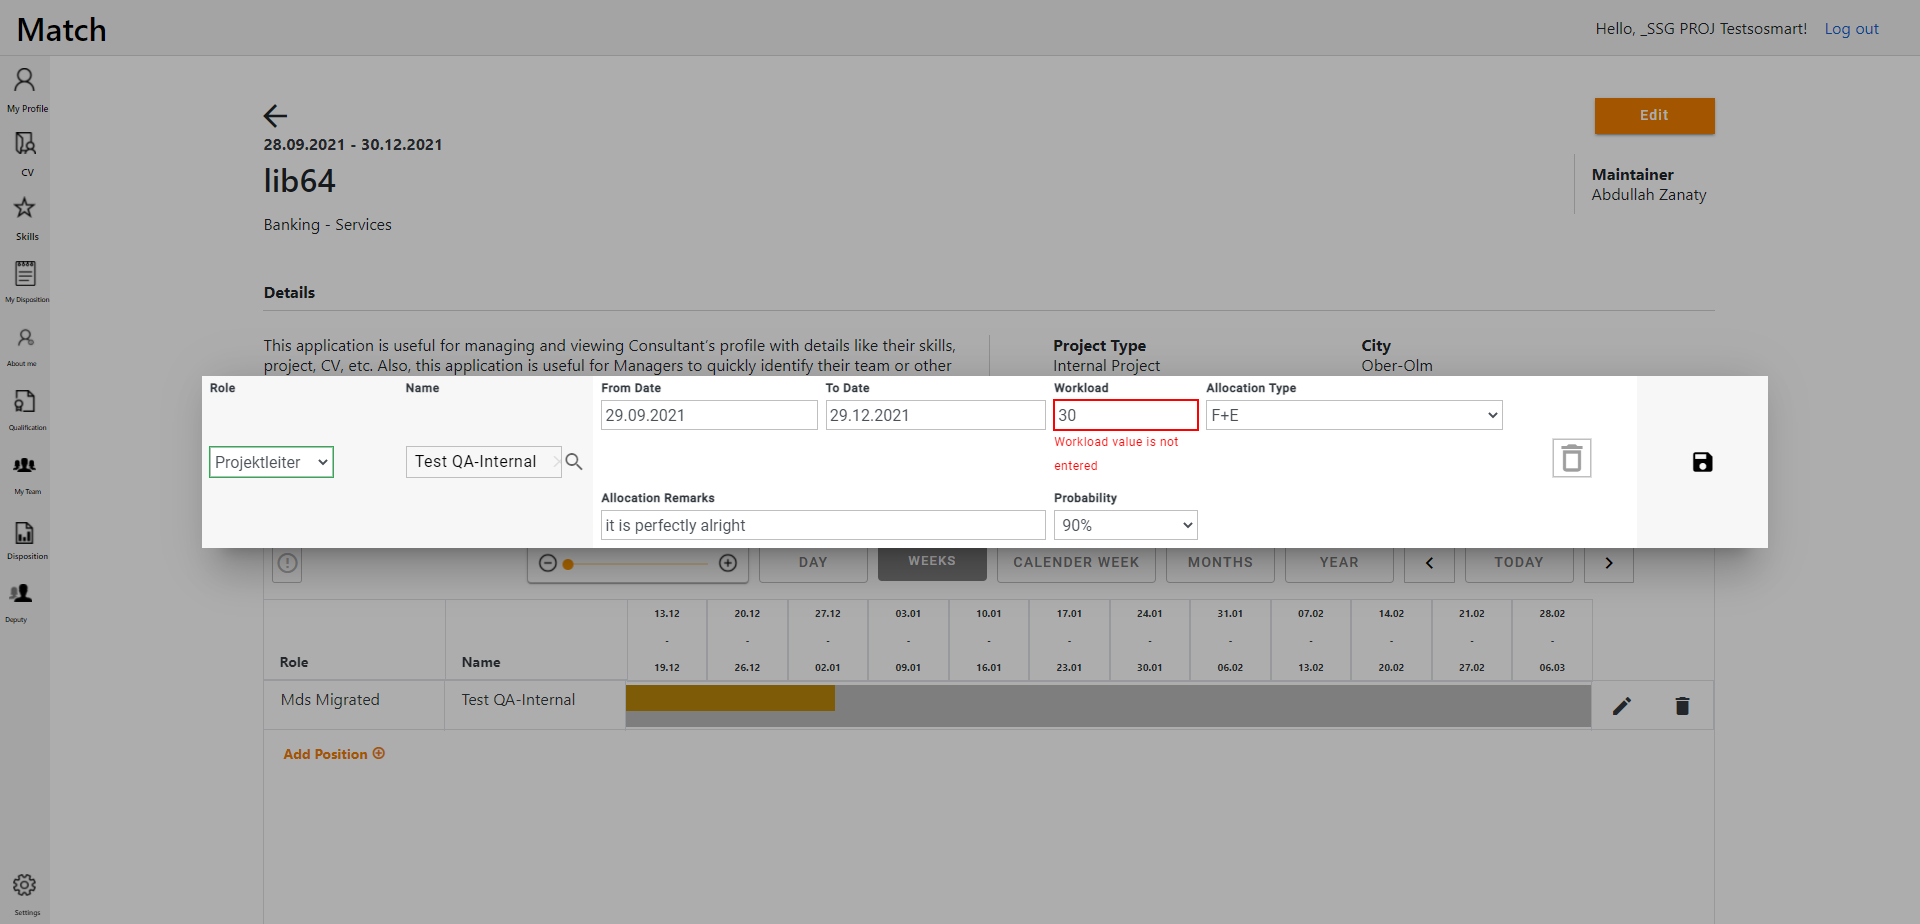 Match
Hello, _SSG PROJ Testsosmart! Log out
My Profile
CV
Skills
My Disposition
About me
Qualification
My Team
Disposition
Deputy
Settings
28.09.2021 - 30.12.2021
lib64
Banking - Services
Edit
Maintainer
Abdullah Zanaty
Details
This application is useful for managing and viewing Consultant's profile with details like their skills,
project, CV, etc. Also, this application is useful for Managers to quickly identify their team or other
Project Type
Internal Project
City
Ober-Olm
Role
Name
From Date
To Date
Workload
Allocation Type
Projektleiter
Test QA-Internal
29.09.2021
29.12.2021
30
F+E
Workload value is not
entered
Allocation Remarks
Probability
it is perfectly alright
90%
DAY
WEEKS
CALENDER WEEK
MONTHS
YEAR
TODAY
Role
Name
13.12 - 19.12
20.12 - 26.12
27.12 - 02.01
03.01 - 09.01
10.01 - 16.01
17.01 - 23.01
24.01 - 30.01
31.01 - 06.02
07.02 - 13.02
14.02 - 20.02
21.02 - 27.02
28.02 - 06.03
Mds Migrated
Test QA-Internal
Add Position